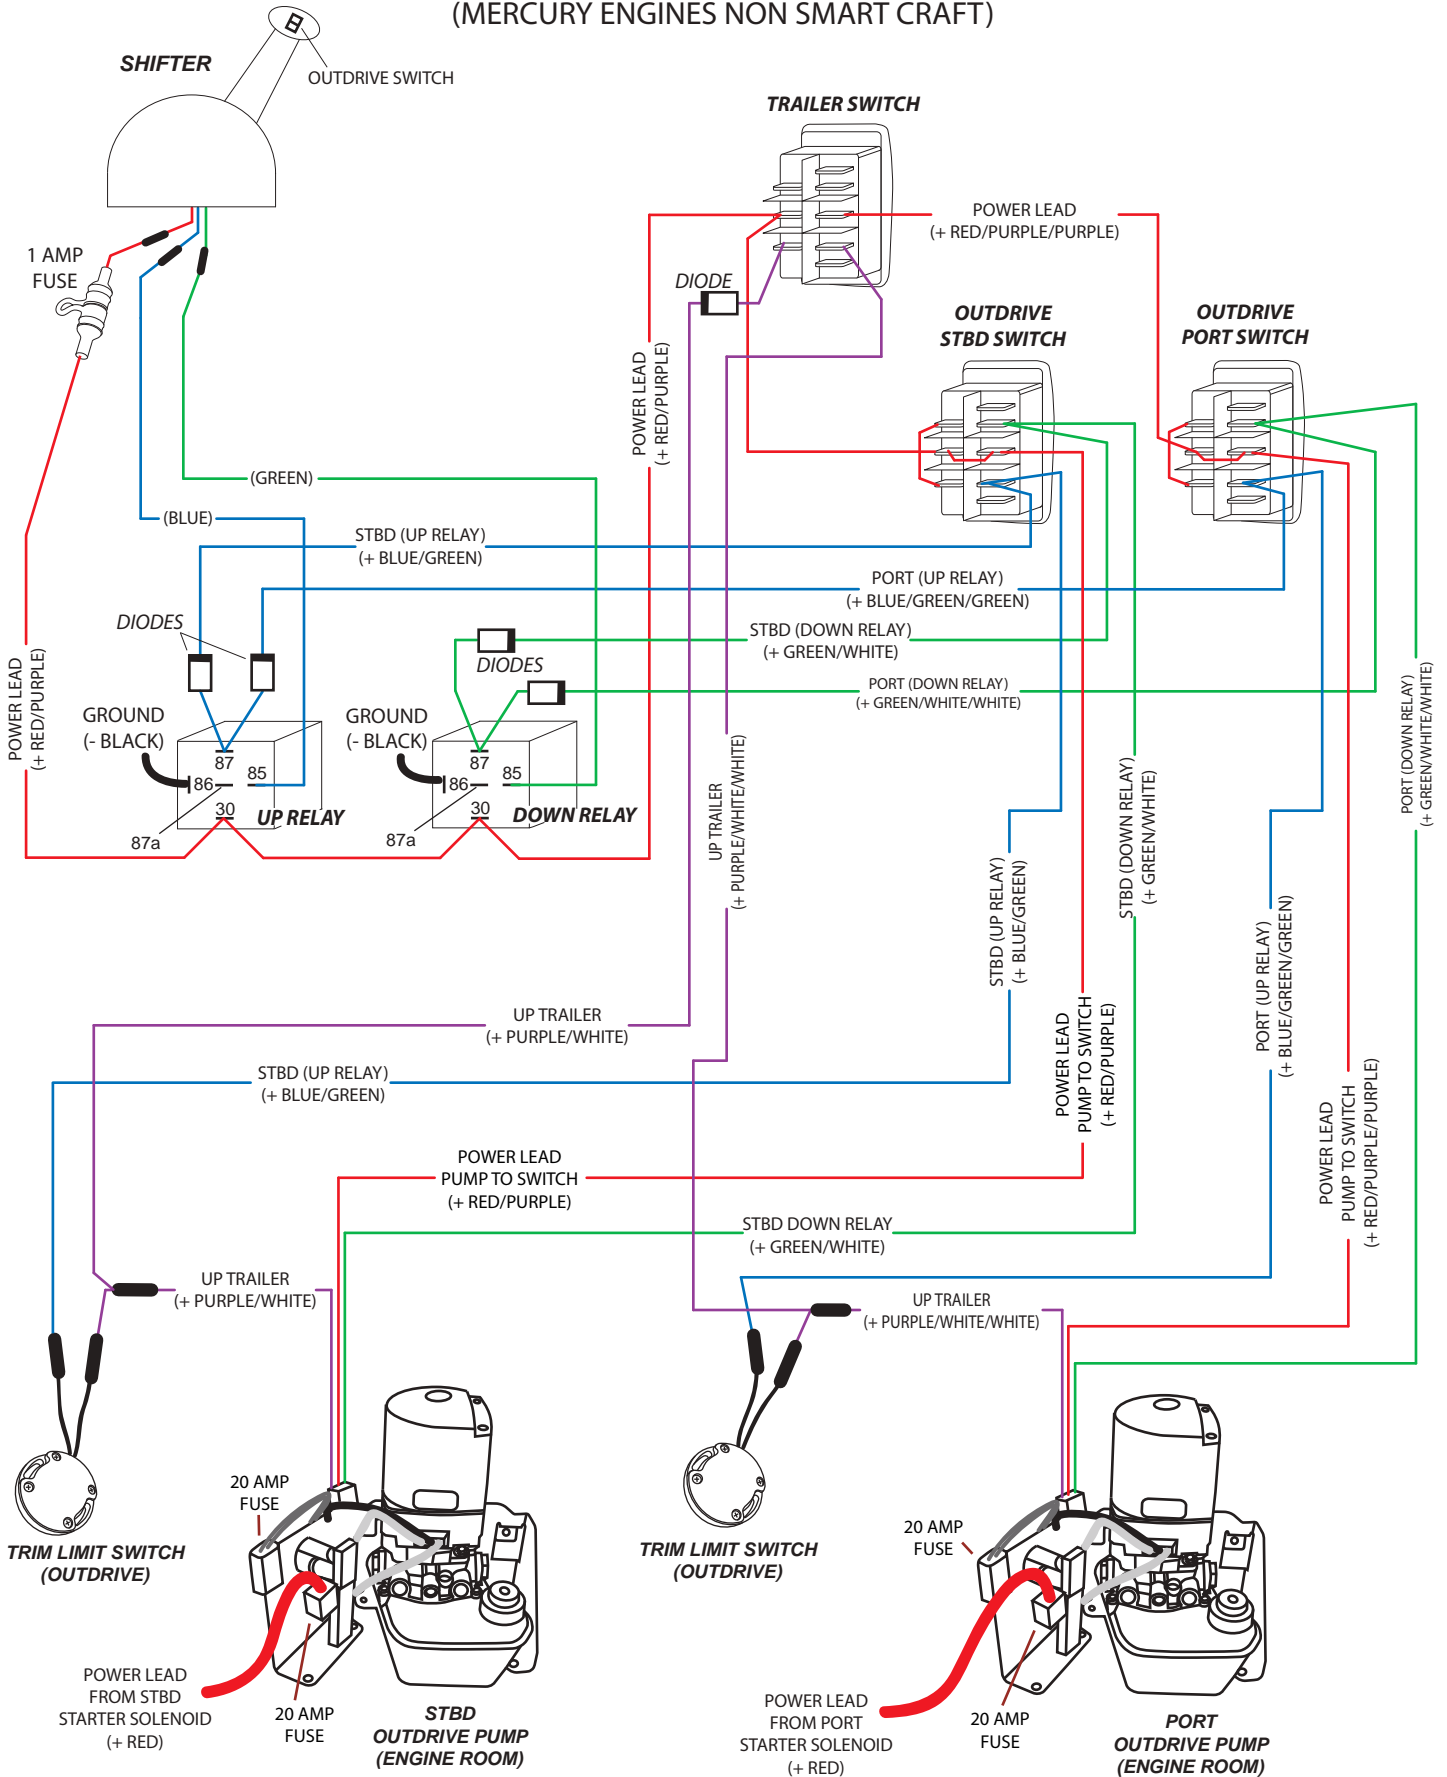 (MERCURY ENGINES NON SMART CRAFT)
SHIFTER
OUTDRIVE SWITCH
TRAILER SWITCH
1 AMP
FUSE
POWER LEAD
(+ RED/PURPLE/PURPLE)
DIODE
OUTDRIVE
STBD SWITCH
OUTDRIVE
PORT SWITCH
POWER LEAD
(+ RED/PURPLE)
(GREEN)
(BLUE)
STBD (UP RELAY)
(+ BLUE/GREEN)
PORT (UP RELAY)
(+ BLUE/GREEN/GREEN)
DIODES
STBD (DOWN RELAY)
(+ GREEN/WHITE)
DIODES
PORT (DOWN RELAY)
(+ GREEN/WHITE/WHITE)
POWER LEAD
(+ RED/PURPLE)
GROUND
(- BLACK)
87
86
85
30
87a
UP RELAY
GROUND
(- BLACK)
87
86
85
30
87a
DOWN RELAY
UP TRAILER
(+ PURPLE/WHITE/WHITE)
STBD (DOWN RELAY)
(+ GREEN/WHITE)
PORT (DOWN RELAY)
(+ GREEN/WHITE/WHITE)
STBD (UP RELAY)
(+ BLUE/GREEN)
PORT (UP RELAY)
(+ BLUE/GREEN/GREEN)
UP TRAILER
(+ PURPLE/WHITE)
STBD (UP RELAY)
(+ BLUE/GREEN)
POWER LEAD
PUMP TO SWITCH
(+ RED/PURPLE)
POWER LEAD
PUMP TO SWITCH
(+ RED/PURPLE/PURPLE)
POWER LEAD
PUMP TO SWITCH
(+ RED/PURPLE)
STBD DOWN RELAY
(+ GREEN/WHITE)
UP TRAILER
(+ PURPLE/WHITE)
UP TRAILER
(+ PURPLE/WHITE/WHITE)
20 AMP
FUSE
TRIM LIMIT SWITCH
(OUTDRIVE)
20 AMP
FUSE
TRIM LIMIT SWITCH
(OUTDRIVE)
POWER LEAD
FROM STBD
STARTER SOLENOID
(+ RED)
20 AMP
FUSE
STBD
OUTDRIVE PUMP
(ENGINE ROOM)
POWER LEAD
FROM PORT
STARTER SOLENOID
(+ RED)
20 AMP
FUSE
PORT
OUTDRIVE PUMP
(ENGINE ROOM)